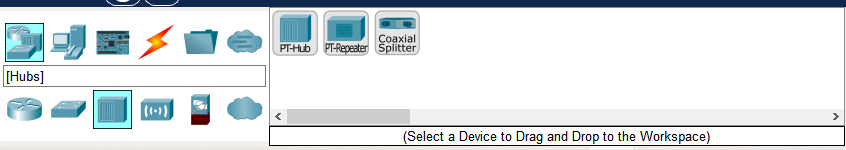 PT-Hub
PT-Repeater
Coaxial
Splitter
[Hubs]
(Select a Device to Drag and Drop to the Workspace)